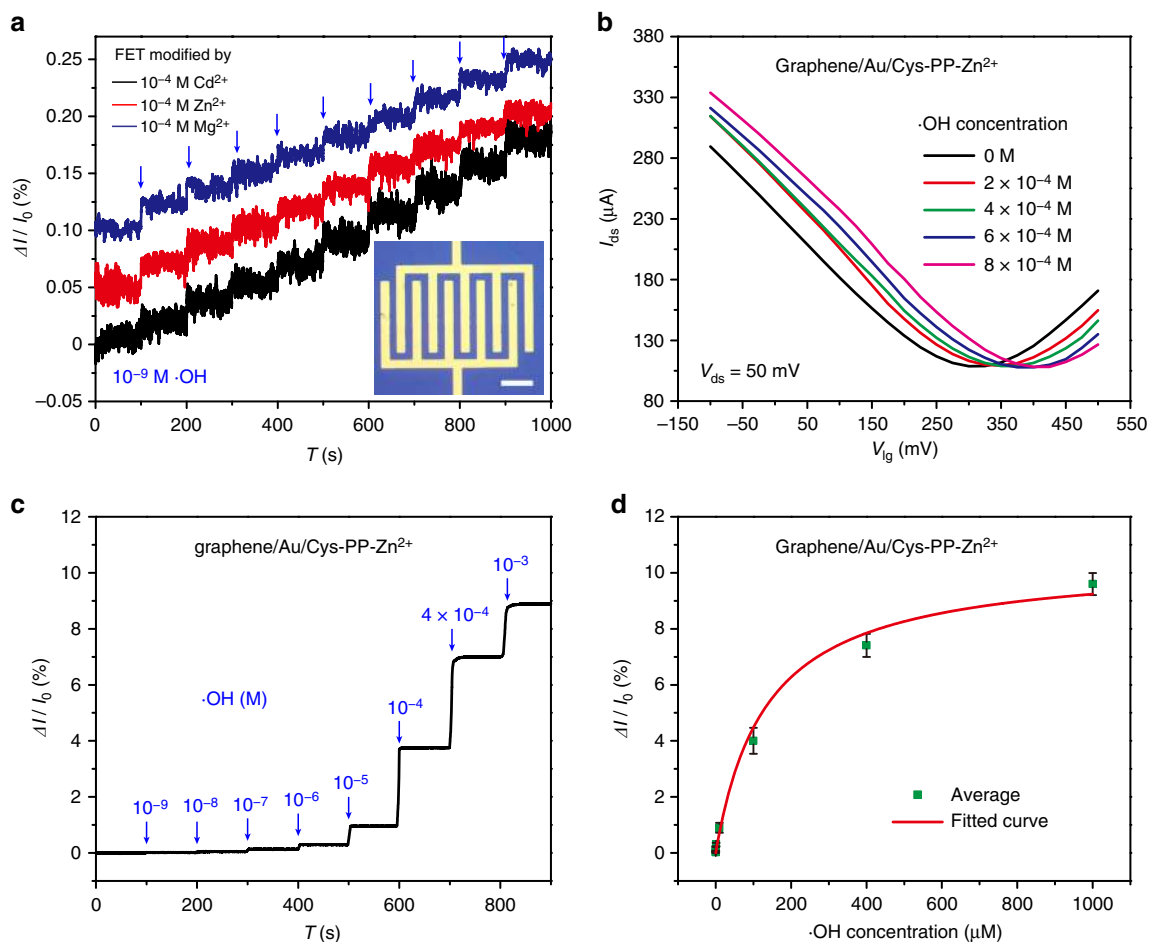 a
0.25
0.20
0.15
0.10
0.05
0
–0.05
ΔI / I₀ (%)
FET modified by
10⁻⁴ M Cd²⁺
10⁻⁴ M Zn²⁺
10⁻⁴ M Mg²⁺
10⁻⁹ M ·OH
0 200 400 600 800 1000
T (s)
b
380
330
280
230
180
130
80
I_ds (μA)
Graphene/Au/Cys-PP-Zn²⁺
·OH concentration
0 M
2 × 10⁻⁴ M
4 × 10⁻⁴ M
6 × 10⁻⁴ M
8 × 10⁻⁴ M
V_ds = 50 mV
–150 –50 50 150 250 350 450 550
V_lg (mV)
c
12
10
8
6
4
2
0
ΔI / I₀ (%)
graphene/Au/Cys-PP-Zn²⁺
·OH (M)
10⁻⁹
10⁻⁸
10⁻⁷
10⁻⁶
10⁻⁵
10⁻⁴
4 × 10⁻⁴
10⁻³
0 200 400 600 800
T (s)
d
12
10
8
6
4
2
0
ΔI / I₀ (%)
Graphene/Au/Cys-PP-Zn²⁺
Average
Fitted curve
0 200 400 600 800 1000
·OH concentration (μM)